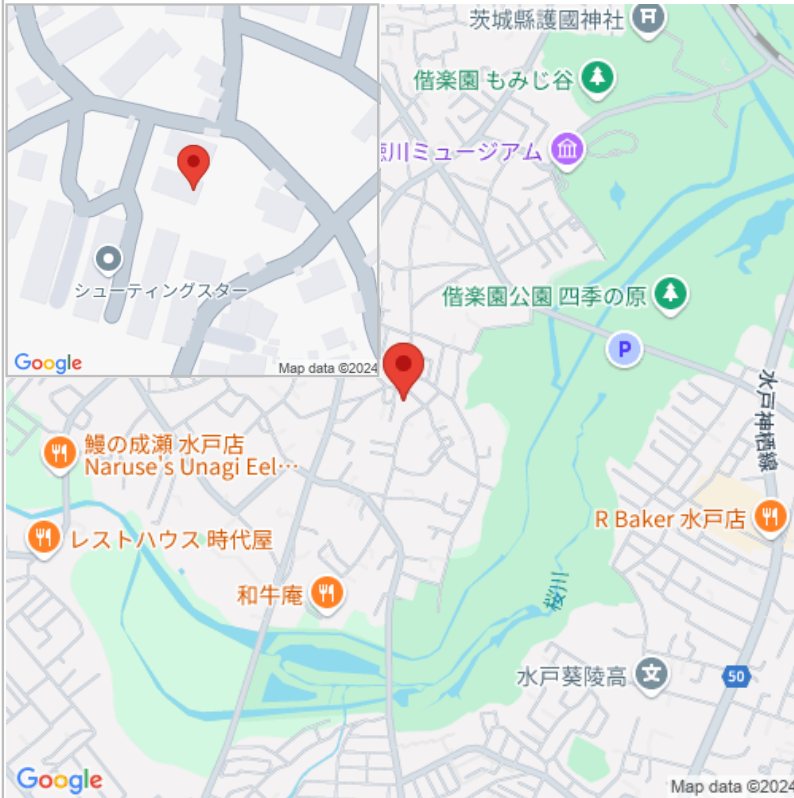 茨城縣護國神社
偕楽園 もみじ谷
川ミュージアム
シューティングスター
偕楽園公園 四季の原
P
Google
Map data ©2024
水戸神栖線
鰻の成瀬 水戸店
Naruse's Unagi Eel…
R Baker 水戸店
レストハウス 時代屋
和牛庵
桜川
水戸葵陵高
文
50
Google
Map data ©2024